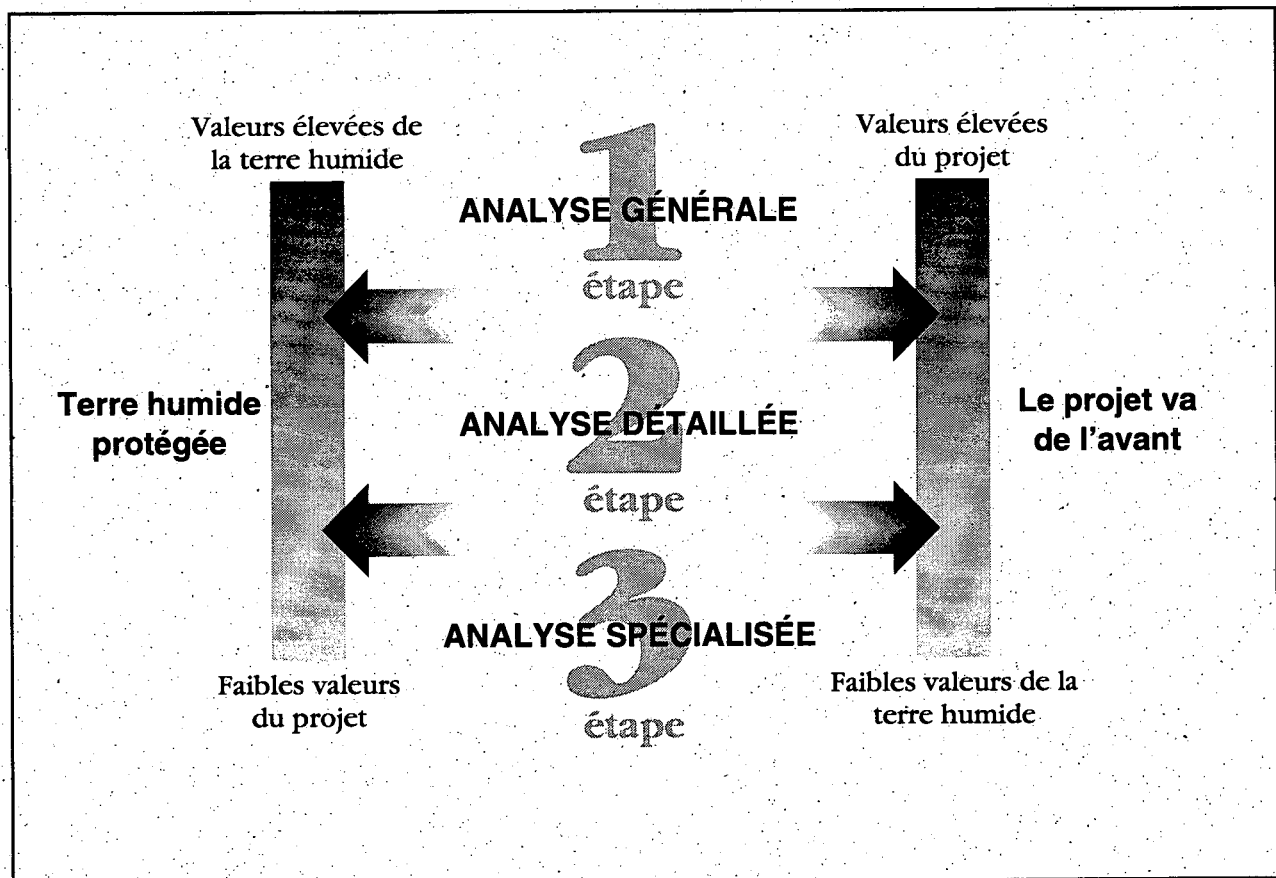 Valeurs élevées de
la terre humide
Valeurs élevées
du projet
1
ANALYSE GÉNÉRALE
étape
2
ANALYSE DÉTAILLÉE
étape
Terre humide
protégée
Le projet va
de l'avant
3
ANALYSE SPÉCIALISÉE
étape
Faibles valeurs
du projet
Faibles valeurs de la
terre humide